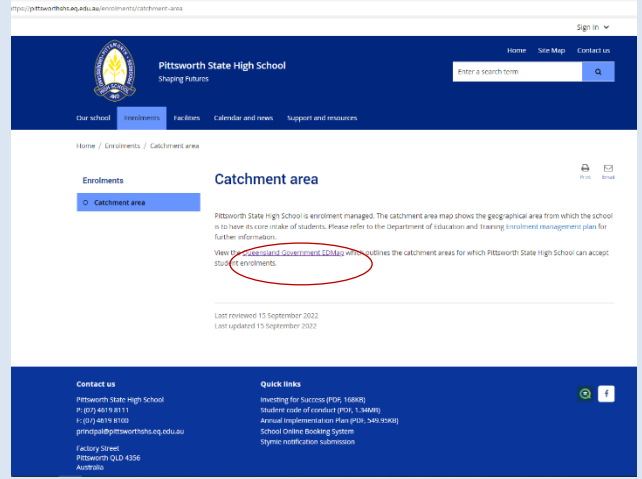 https://pittsworthshs.eq.edu.au/enrolments/catchment-area
Sign in
Pittsworth State High School
Shaping Futures
Home Site Map Contact us
Enter a search term
Our school Enrolments Facilities Calendar and news Support and resources
Home / Enrolments / Catchment area
Enrolments
Catchment area
Catchment area
Print Email
Pittsworth State High School is enrolment managed. The catchment area map shows the geographical area from which the school
is to have its core intake of students. Please refer to the Department of Education and Training Enrolment management plan for
further information.
View the Queensland Government EDMap which outlines the catchment areas for which Pittsworth State High School can accept
student enrolments.
Last reviewed 15 September 2022
Last updated 15 September 2022
Contact us
Pittsworth State High School
P: (07) 4619 8111
F: (07) 4619 8100
principal@pittsworthshs.eq.edu.au
Factory Street
Pittsworth QLD 4356
Australia
Quick links
Investing for Success (PDF, 168KB)
Student code of conduct (PDF, 1.34MB)
Annual Implementation Plan (PDF, 549.95KB)
School Online Booking System
Stymie notification submission